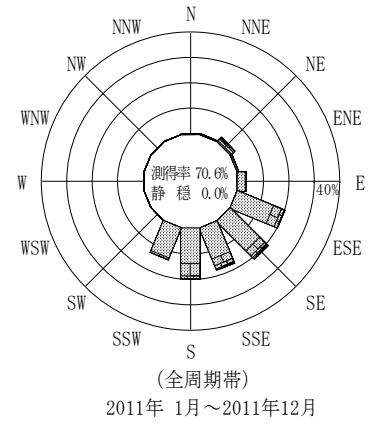 N
NNW NNE
NW NE
WNW ENE
測得率 70.6%
静 穏 0.0%
W 40% E
WSW ESE
SW SE
SSW SSE
S
(全周期帯)
2011年 1月～2011年12月